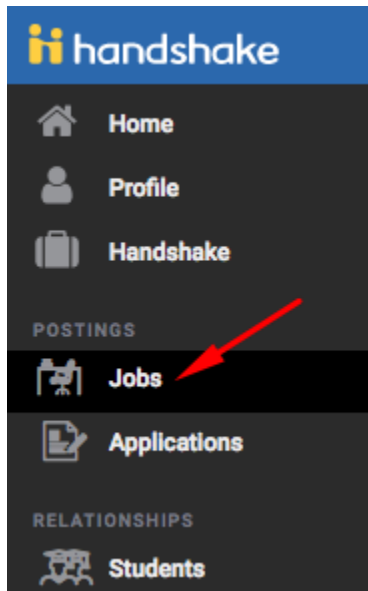 handshake
Home
Profile
Handshake
POSTINGS
Jobs
Applications
RELATIONSHIPS
Students